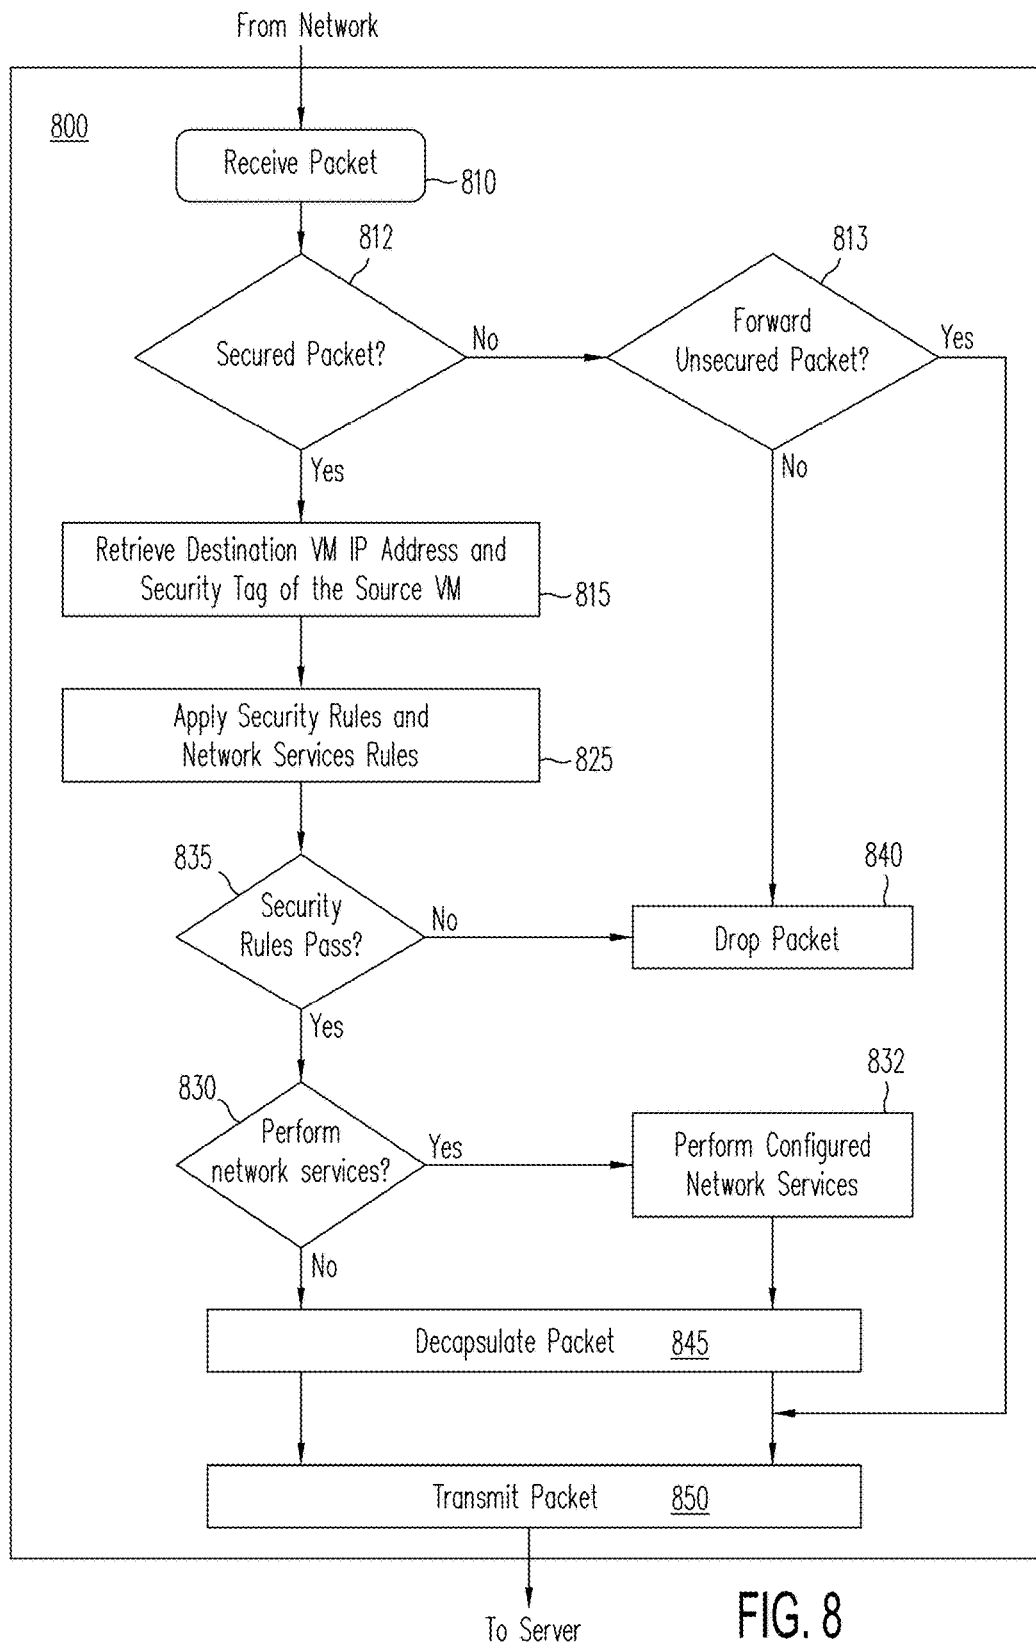 From Network
800
Receive Packet
810
812
813
Secured Packet?
No
Forward
Unsecured Packet?
Yes
Yes
No
Retrieve Destination VM IP Address and
Security Tag of the Source VM
815
Apply Security Rules and
Network Services Rules
825
835
Security
Rules Pass?
No
840
Drop Packet
Yes
830
Perform
network services?
Yes
832
Perform Configured
Network Services
No
Decapsulate Packet 845
Transmit Packet 850
To Server
FIG. 8